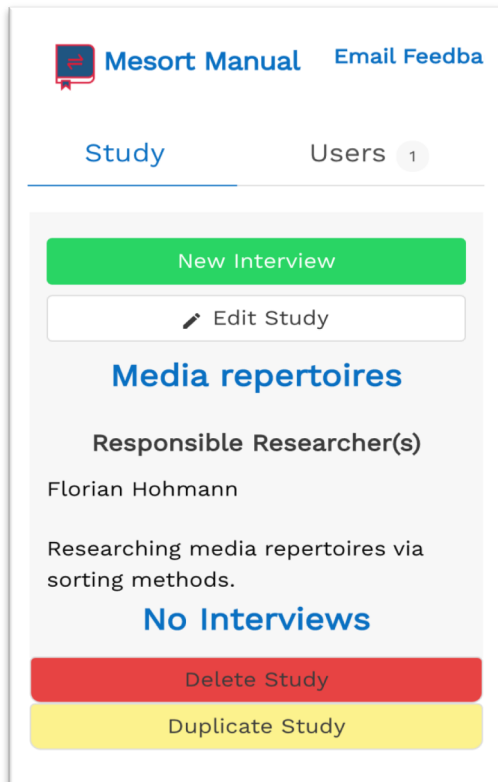 Mesort Manual Email Feedba
Study Users 1
New Interview
Edit Study
Media repertoires
Responsible Researcher(s)
Florian Hohmann
Researching media repertoires via
sorting methods.
No Interviews
Delete Study
Duplicate Study